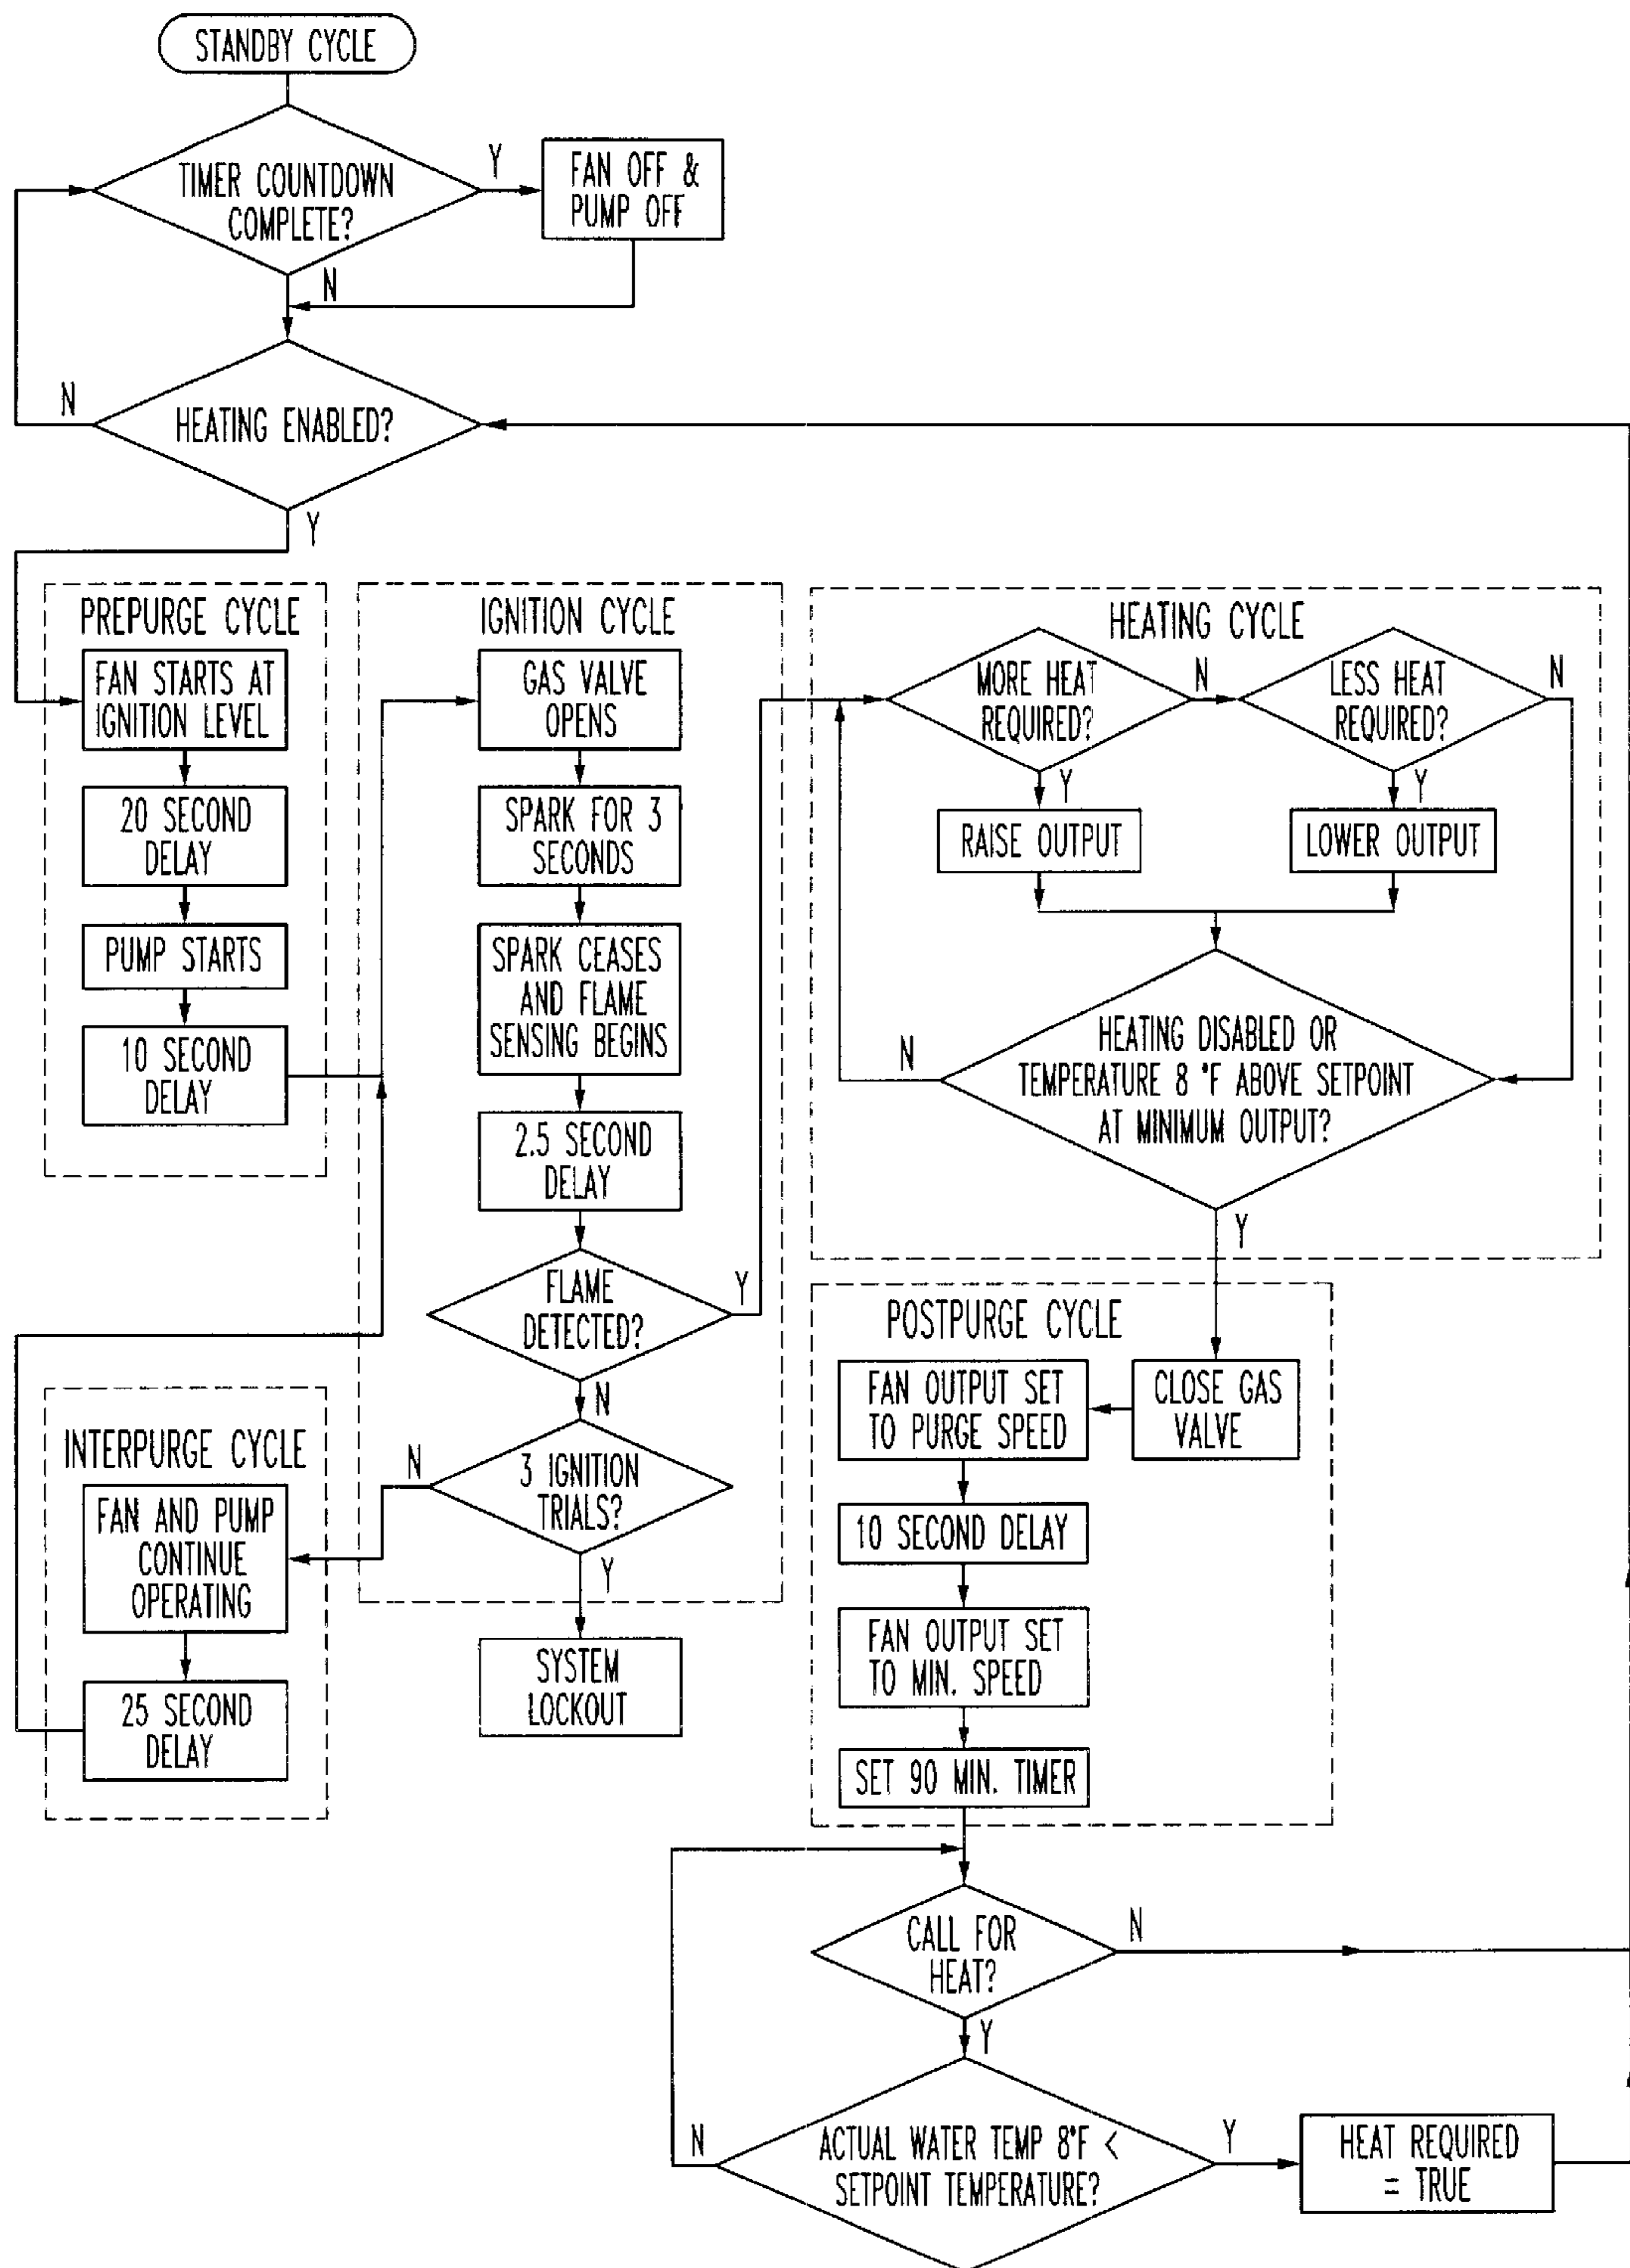 STANDBY CYCLE
TIMER COUNTDOWN
COMPLETE?
Y
FAN OFF &
PUMP OFF
N
HEATING ENABLED?
N
Y
PREPURGE CYCLE
FAN STARTS AT
IGNITION LEVEL
20 SECOND
DELAY
PUMP STARTS
10 SECOND
DELAY
IGNITION CYCLE
GAS VALVE
OPENS
SPARK FOR 3
SECONDS
SPARK CEASES
AND FLAME
SENSING BEGINS
2.5 SECOND
DELAY
FLAME
DETECTED?
Y
N
3 IGNITION
TRIALS?
N
Y
SYSTEM
LOCKOUT
INTERPURGE CYCLE
FAN AND PUMP
CONTINUE
OPERATING
25 SECOND
DELAY
HEATING CYCLE
MORE HEAT
REQUIRED?
N
Y
RAISE OUTPUT
LESS HEAT
REQUIRED?
N
Y
LOWER OUTPUT
HEATING DISABLED OR
TEMPERATURE 8 °F ABOVE SETPOINT
AT MINIMUM OUTPUT?
N
Y
POSTPURGE CYCLE
CLOSE GAS
VALVE
FAN OUTPUT SET
TO PURGE SPEED
10 SECOND DELAY
FAN OUTPUT SET
TO MIN. SPEED
SET 90 MIN. TIMER
CALL FOR
HEAT?
N
Y
ACTUAL WATER TEMP 8°F <
SETPOINT TEMPERATURE?
N
Y
HEAT REQUIRED
= TRUE